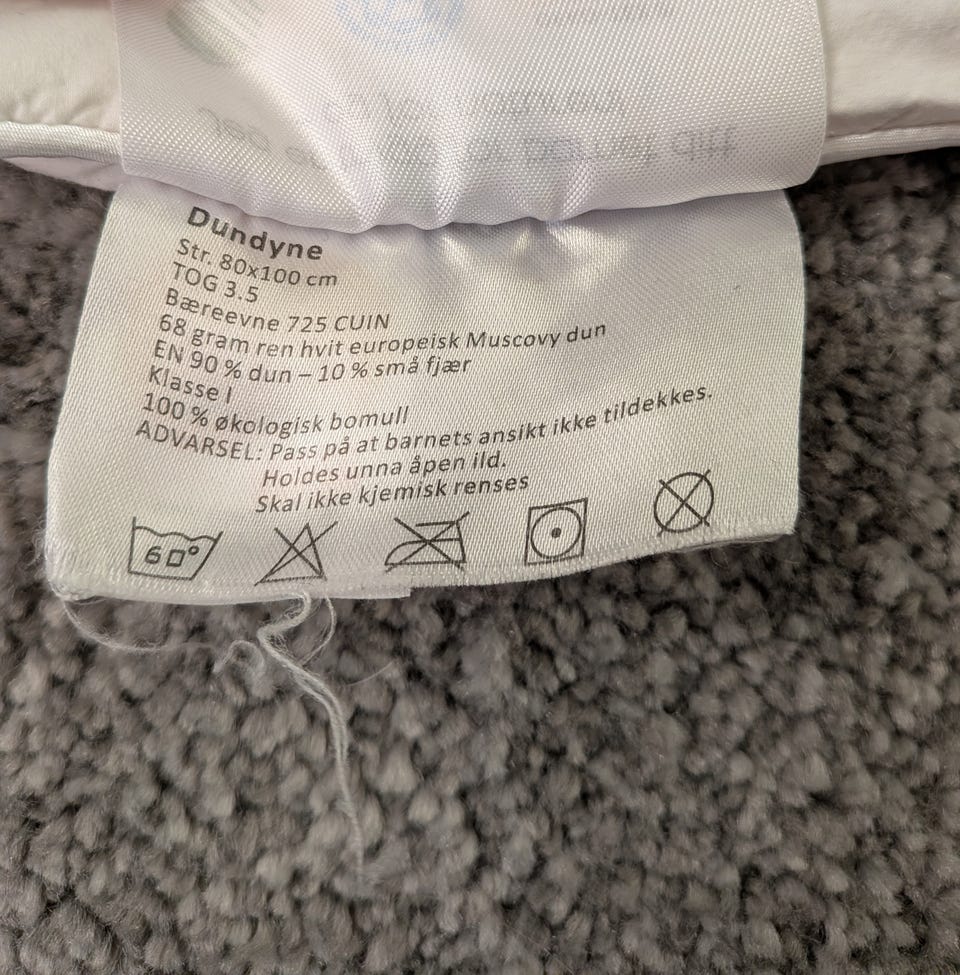 Dundyne
Str. 80x100 cm
TOG 3.5
Bæreevne 725 CUIN
68 gram ren hvit europeisk Muscovy dun
EN 90 % dun – 10 % små fjær
Klasse I
100 % økologisk bomull
ADVARSEL: Pass på at barnets ansikt ikke tildekkes.
Holdes unna åpen ild.
Skal ikke kjemisk renses
60°